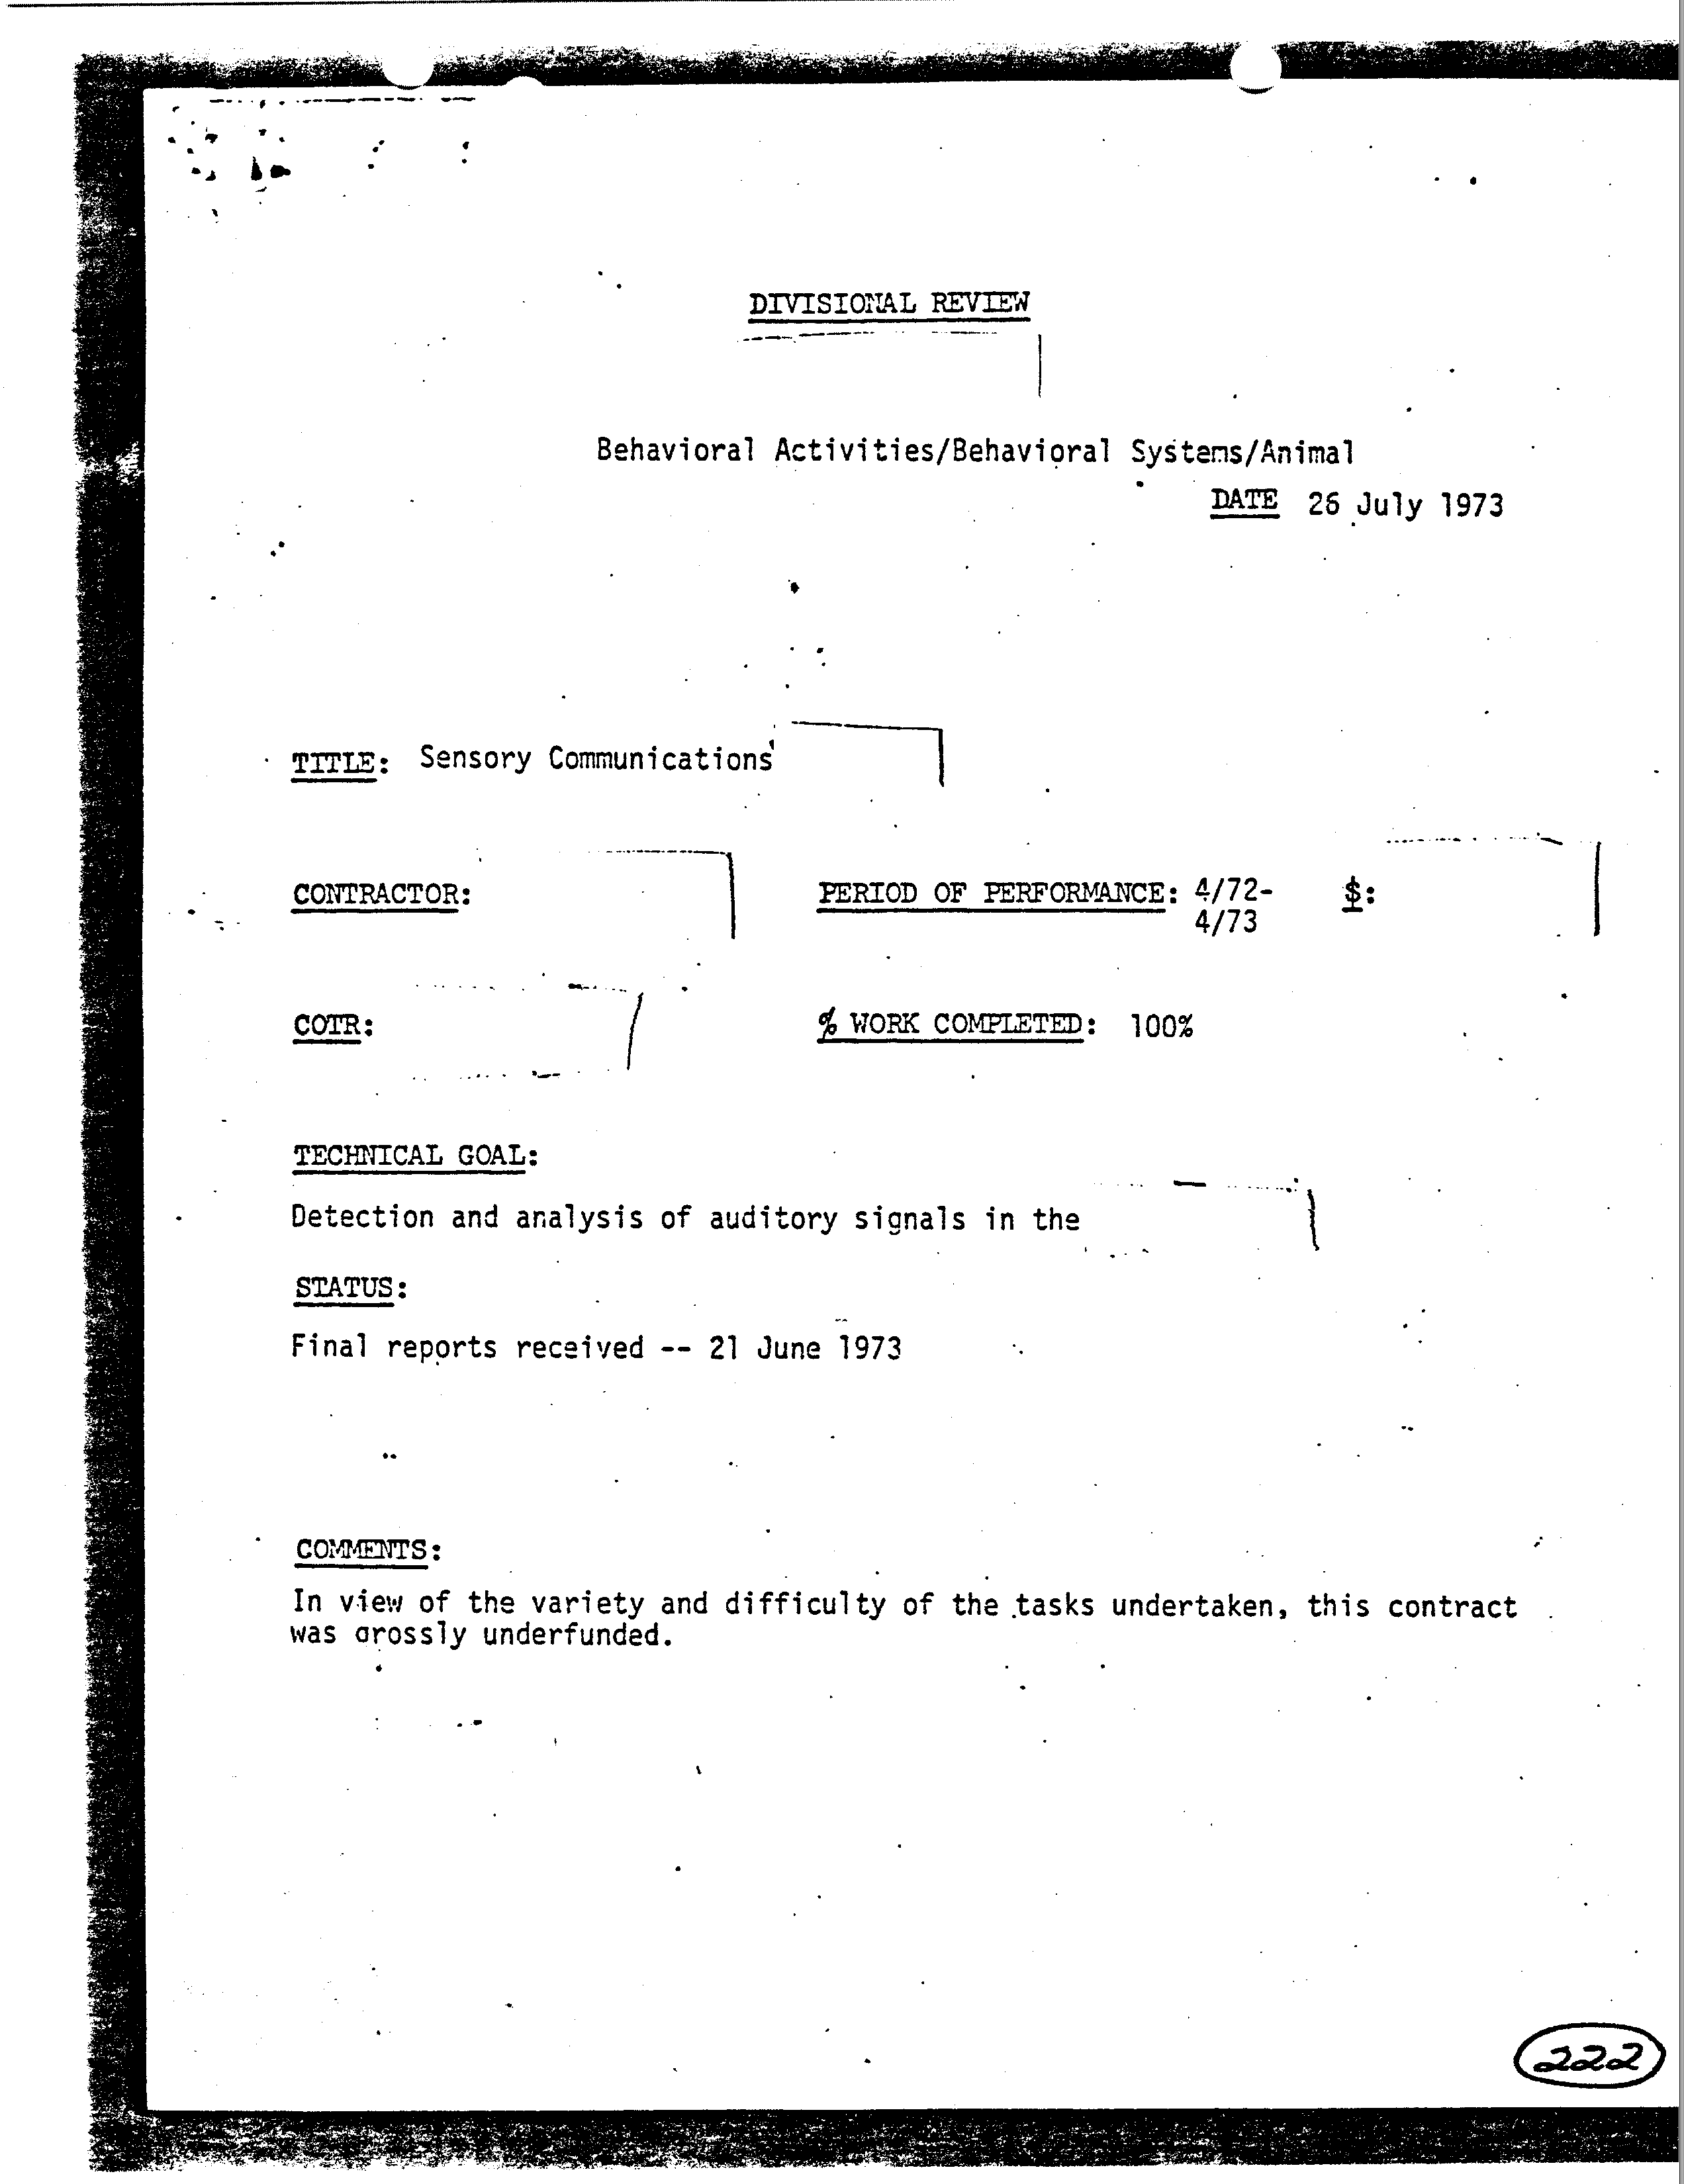 DIVISIONAL REVIEW
Behavioral Activities/Behavioral Systems/Animal
DATE 26 July 1973
TITLE: Sensory Communications
CONTRACTOR: PERIOD OF PERFORMANCE: 4/72- $:
4/73
COTR: % WORK COMPLETED: 100%
TECHNICAL GOAL:
Detection and analysis of auditory signals in the
STATUS:
Final reports received -- 21 June 1973
COMMENTS:
In view of the variety and difficulty of the tasks undertaken, this contract
was grossly underfunded.
222